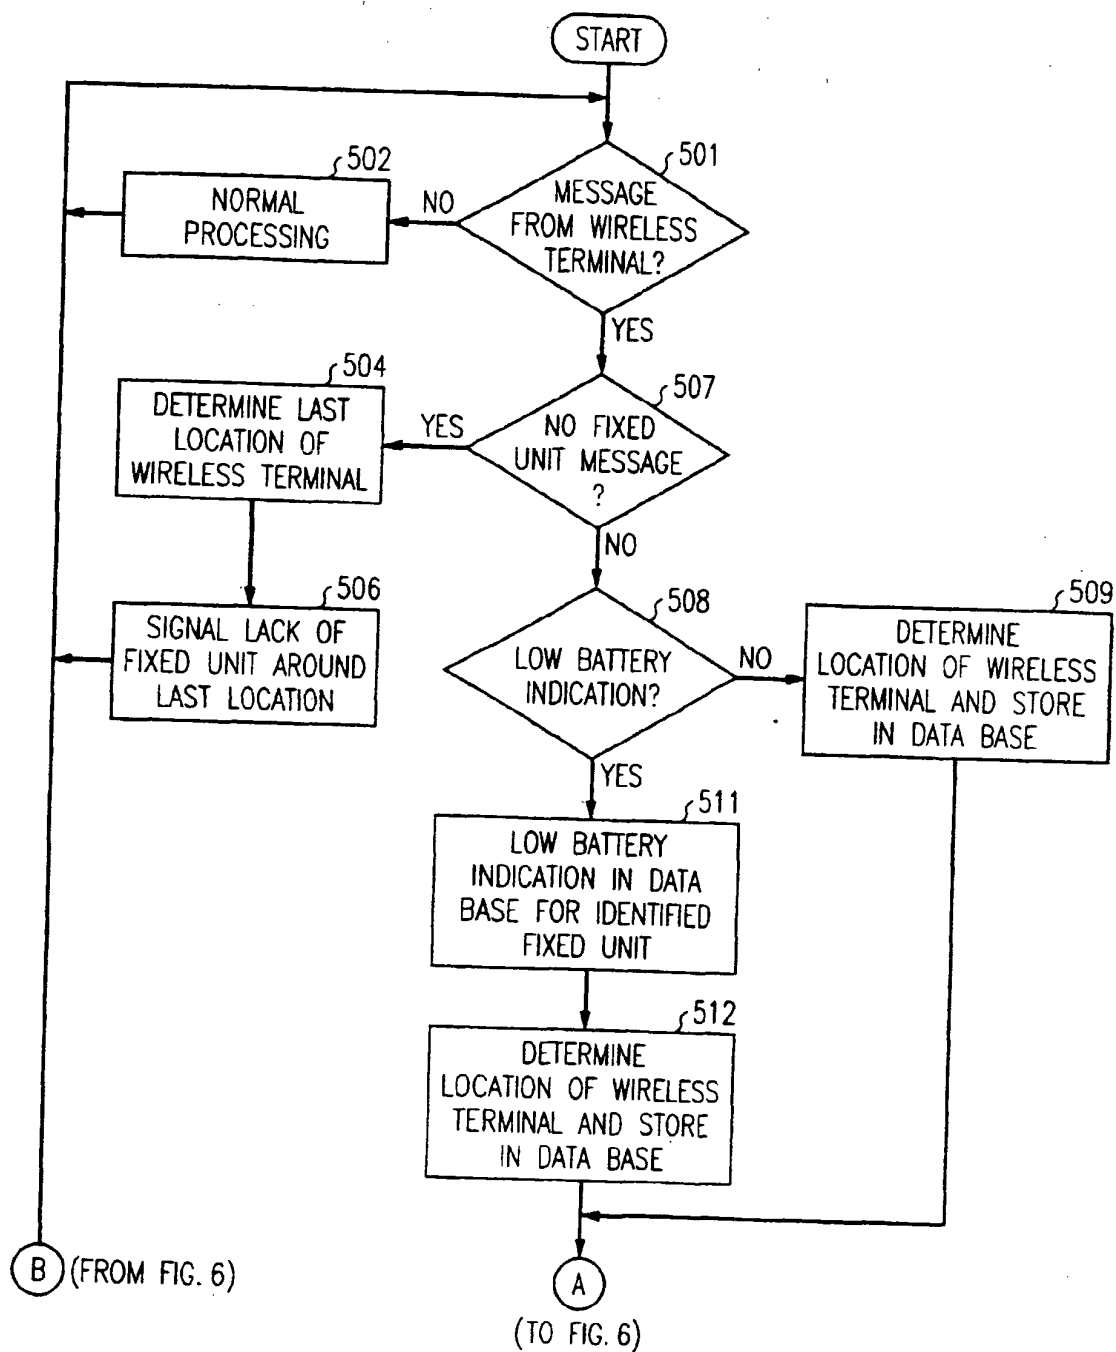 START
501
MESSAGE
FROM WIRELESS
TERMINAL?
NO
502
NORMAL
PROCESSING
YES
507
NO FIXED
UNIT MESSAGE
?
YES
504
DETERMINE LAST
LOCATION OF
WIRELESS TERMINAL
506
SIGNAL LACK OF
FIXED UNIT AROUND
LAST LOCATION
NO
508
LOW BATTERY
INDICATION?
NO
509
DETERMINE
LOCATION OF WIRELESS
TERMINAL AND STORE
IN DATA BASE
YES
511
LOW BATTERY
INDICATION IN DATA
BASE FOR IDENTIFIED
FIXED UNIT
512
DETERMINE
LOCATION OF WIRELESS
TERMINAL AND STORE
IN DATA BASE
B (FROM FIG. 6)
A
(TO FIG. 6)